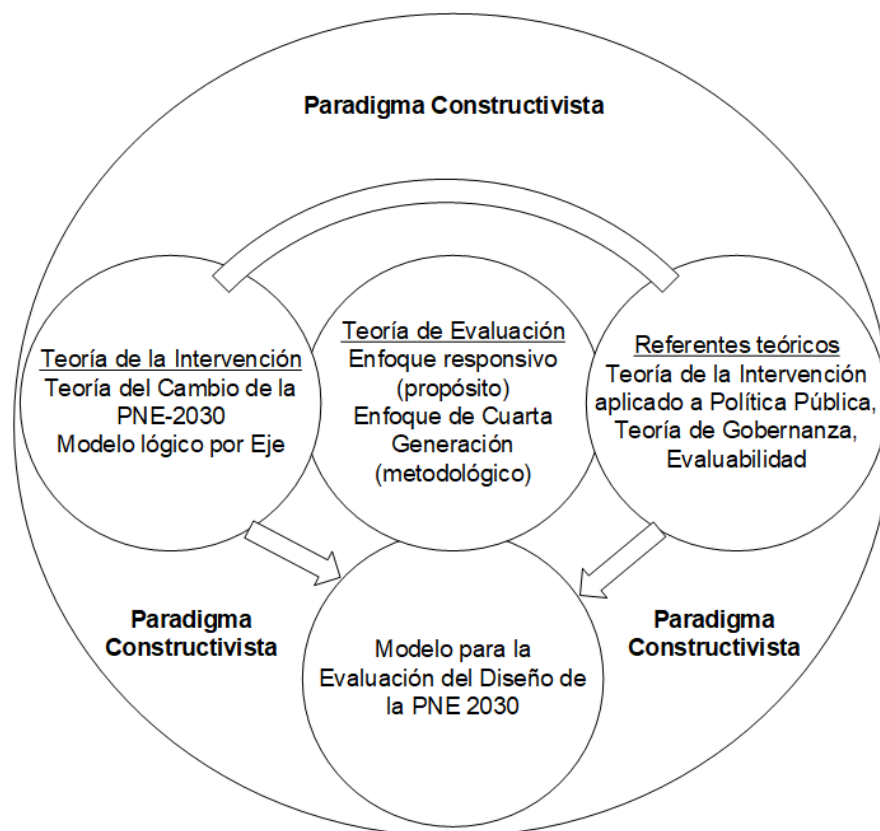 Paradigma Constructivista
Teoría de la Intervención
Teoría del Cambio de la
PNE-2030
Modelo lógico por Eje
Teoría de Evaluación
Enfoque responsivo
(propósito)
Enfoque de Cuarta
Generación
(metodológico)
Referentes teóricos
Teoría de la Intervención
aplicado a Política Pública,
Teoría de Gobernanza,
Evaluabilidad
Paradigma
Constructivista
Modelo para la
Evaluación del Diseño de
la PNE 2030
Paradigma
Constructivista